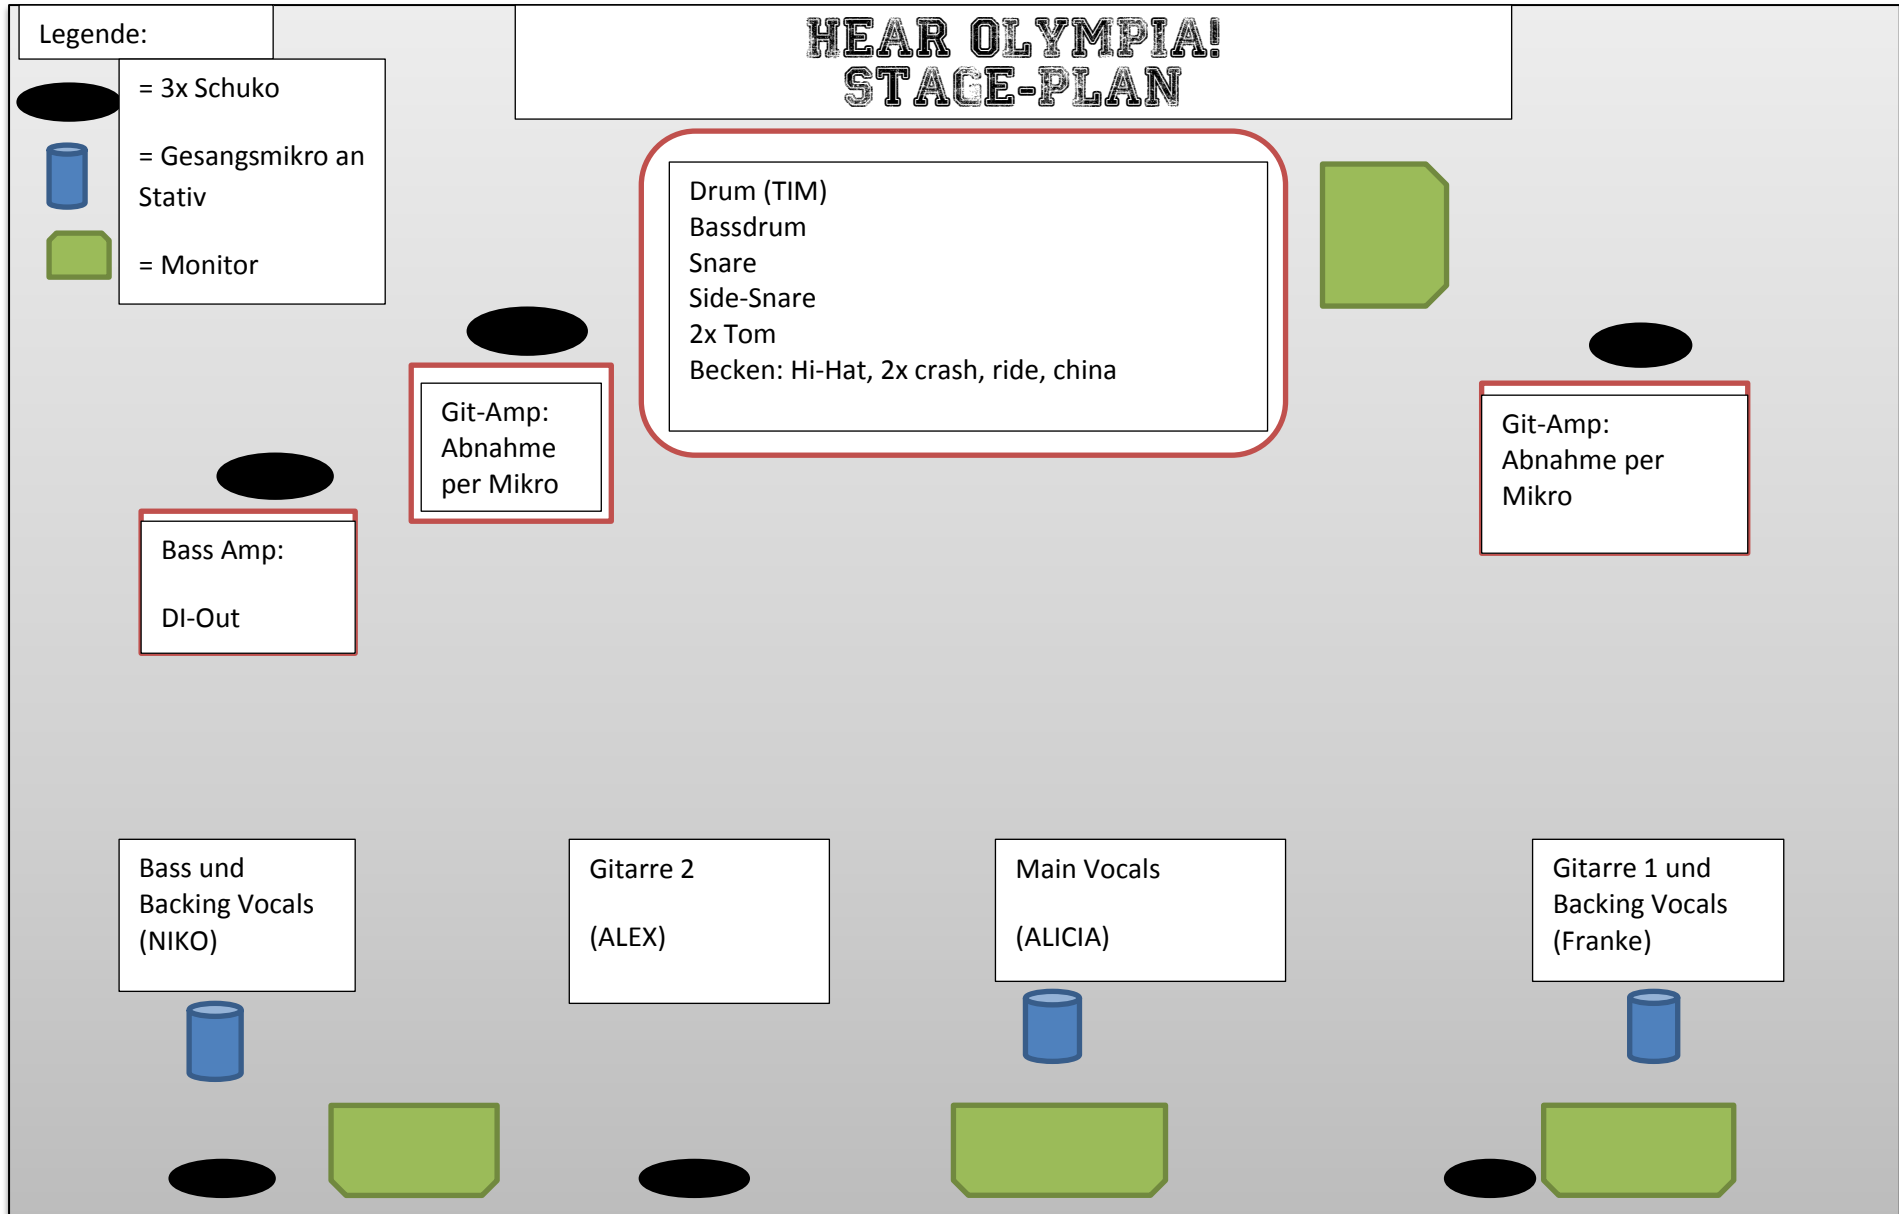 Legende:
HEAR OLYMPIA!
STAGE-PLAN
= 3x Schuko
= Gesangsmikro an
Stativ
= Monitor
Drum (TIM)
Bassdrum
Snare
Side-Snare
2x Tom
Becken: Hi-Hat, 2x crash, ride, china
Git-Amp:
Abnahme
per Mikro
Git-Amp:
Abnahme per
Mikro
Bass Amp:
DI-Out
Bass und
Backing Vocals
(NIKO)
Gitarre 2
(ALEX)
Main Vocals
(ALICIA)
Gitarre 1 und
Backing Vocals
(Franke)